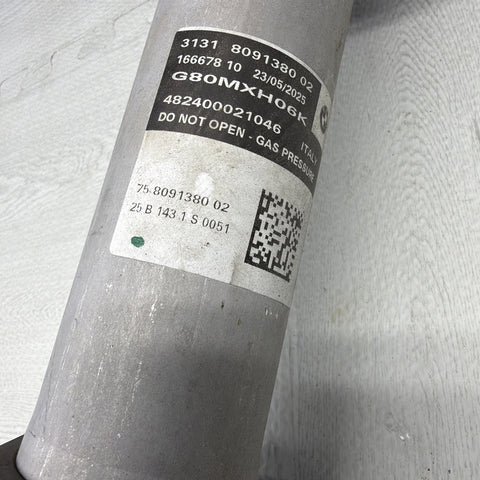 3131 8091380 02
166678 10 23/05/2025
G80MXH06K
482400021046 ITALY
DO NOT OPEN - GAS PRESSURE
75 8091380 02
25 B 143 1 S 0051